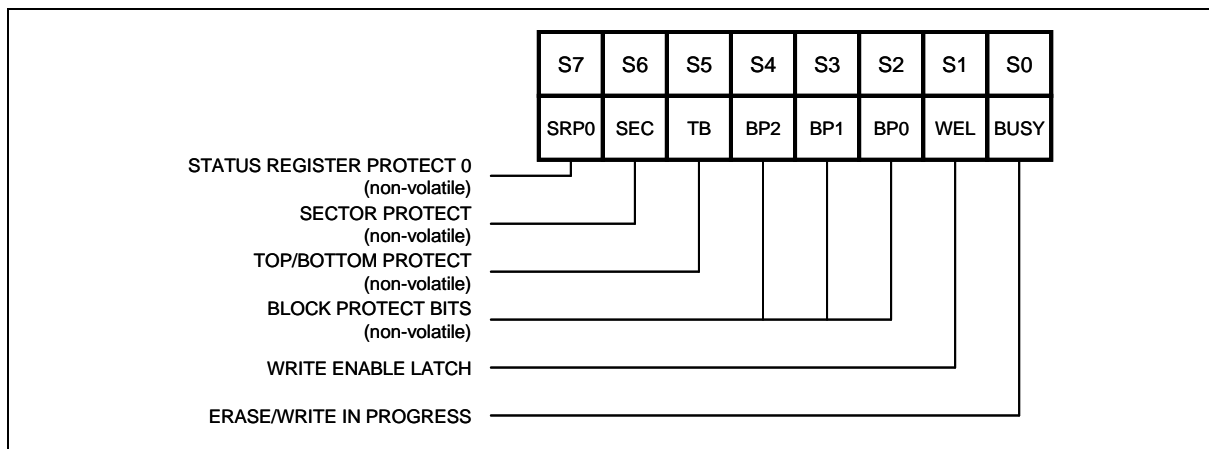 S7 S6 S5 S4 S3 S2 S1 S0
SRP0 SEC TB BP2 BP1 BP0 WEL BUSY
STATUS REGISTER PROTECT 0
(non-volatile)
SECTOR PROTECT
(non-volatile)
TOP/BOTTOM PROTECT
(non-volatile)
BLOCK PROTECT BITS
(non-volatile)
WRITE ENABLE LATCH
ERASE/WRITE IN PROGRESS